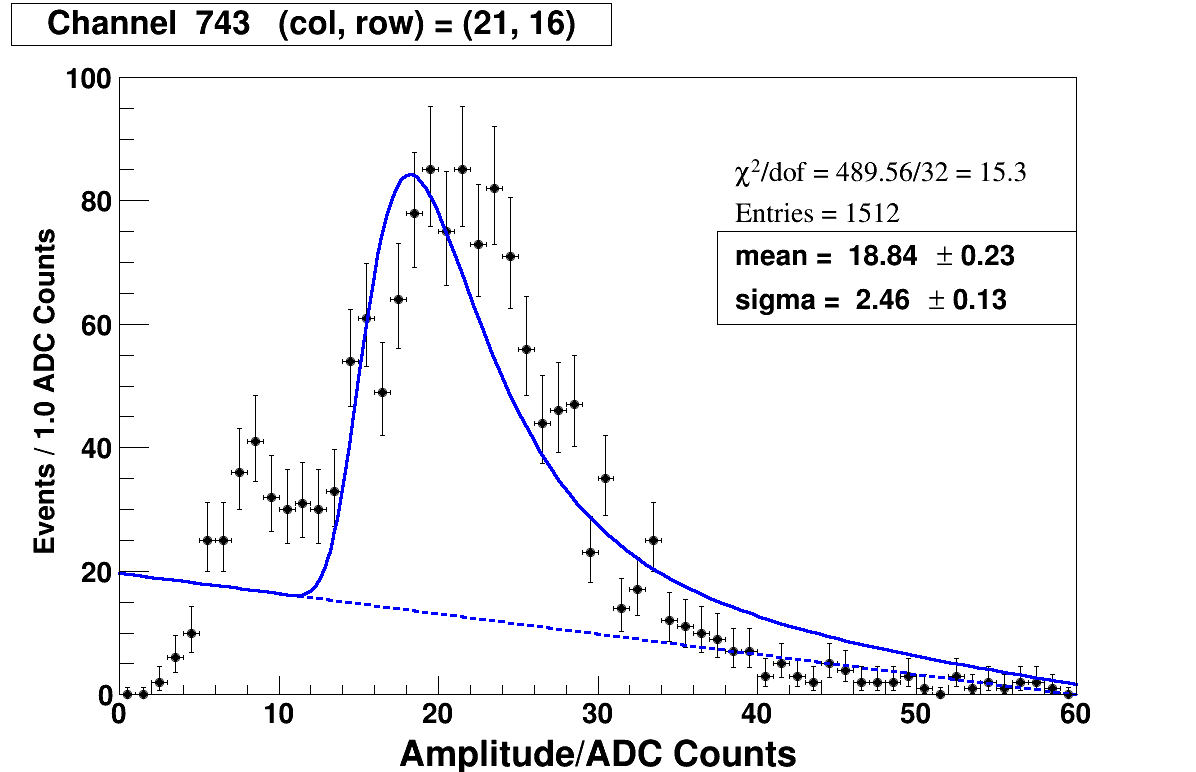 Channel 743 (col, row) = (21, 16)
100
80
60
40
20
0
Events / 1.0 ADC Counts
χ²/dof = 489.56/32 = 15.3
Entries = 1512
mean = 18.84 ± 0.23
sigma = 2.46 ± 0.13
0 10 20 30 40 50 60
Amplitude/ADC Counts